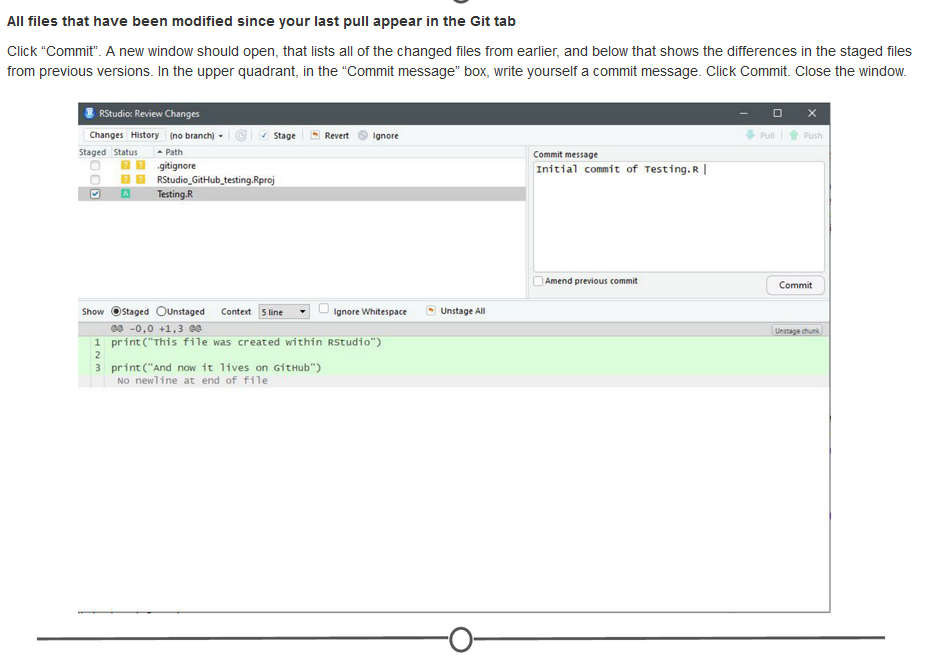 All files that have been modified since your last pull appear in the Git tab
Click “Commit”. A new window should open, that lists all of the changed files from earlier, and below that shows the differences in the staged files
from previous versions. In the upper quadrant, in the “Commit message” box, write yourself a commit message. Click Commit. Close the window.
RStudio: Review Changes
Changes History (no branch) Stage Revert Ignore Pull Push
Staged Status Path
? ? .gitignore
? ? RStudio_GitHub_testing.Rproj
A Testing.R
Commit message
Initial commit of Testing.R
Amend previous commit
Commit
Show Staged Unstaged Context 5 line Ignore Whitespace Unstage All
@@ -0,0 +1,3 @@ Unstage chunk
1 print("This file was created within RStudio")
2
3 print("And now it lives on GitHub")
No newline at end of file